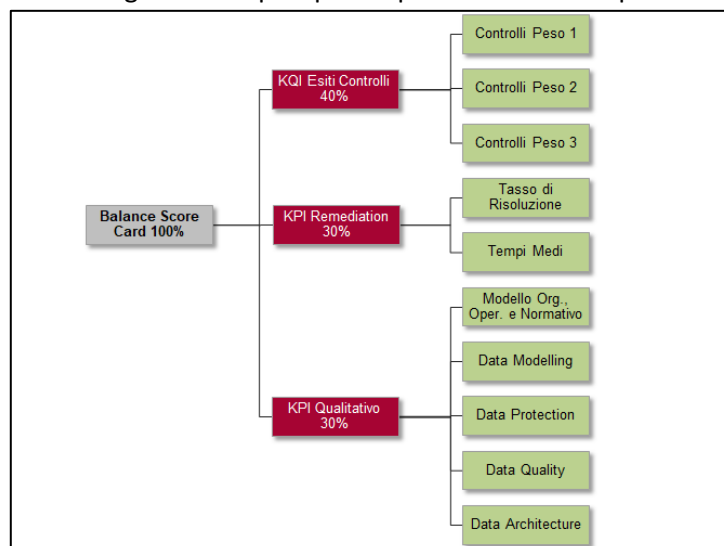 Controlli Peso 1
KQI Esiti Controlli
40%
Controlli Peso 2
Controlli Peso 3
Balance Score
Card 100%
KPI Remediation
30%
Tasso di
Risoluzione
Tempi Medi
KPI Qualitativo
30%
Modello Org.,
Oper. e Normativo
Data Modelling
Data Protection
Data Quality
Data Architecture